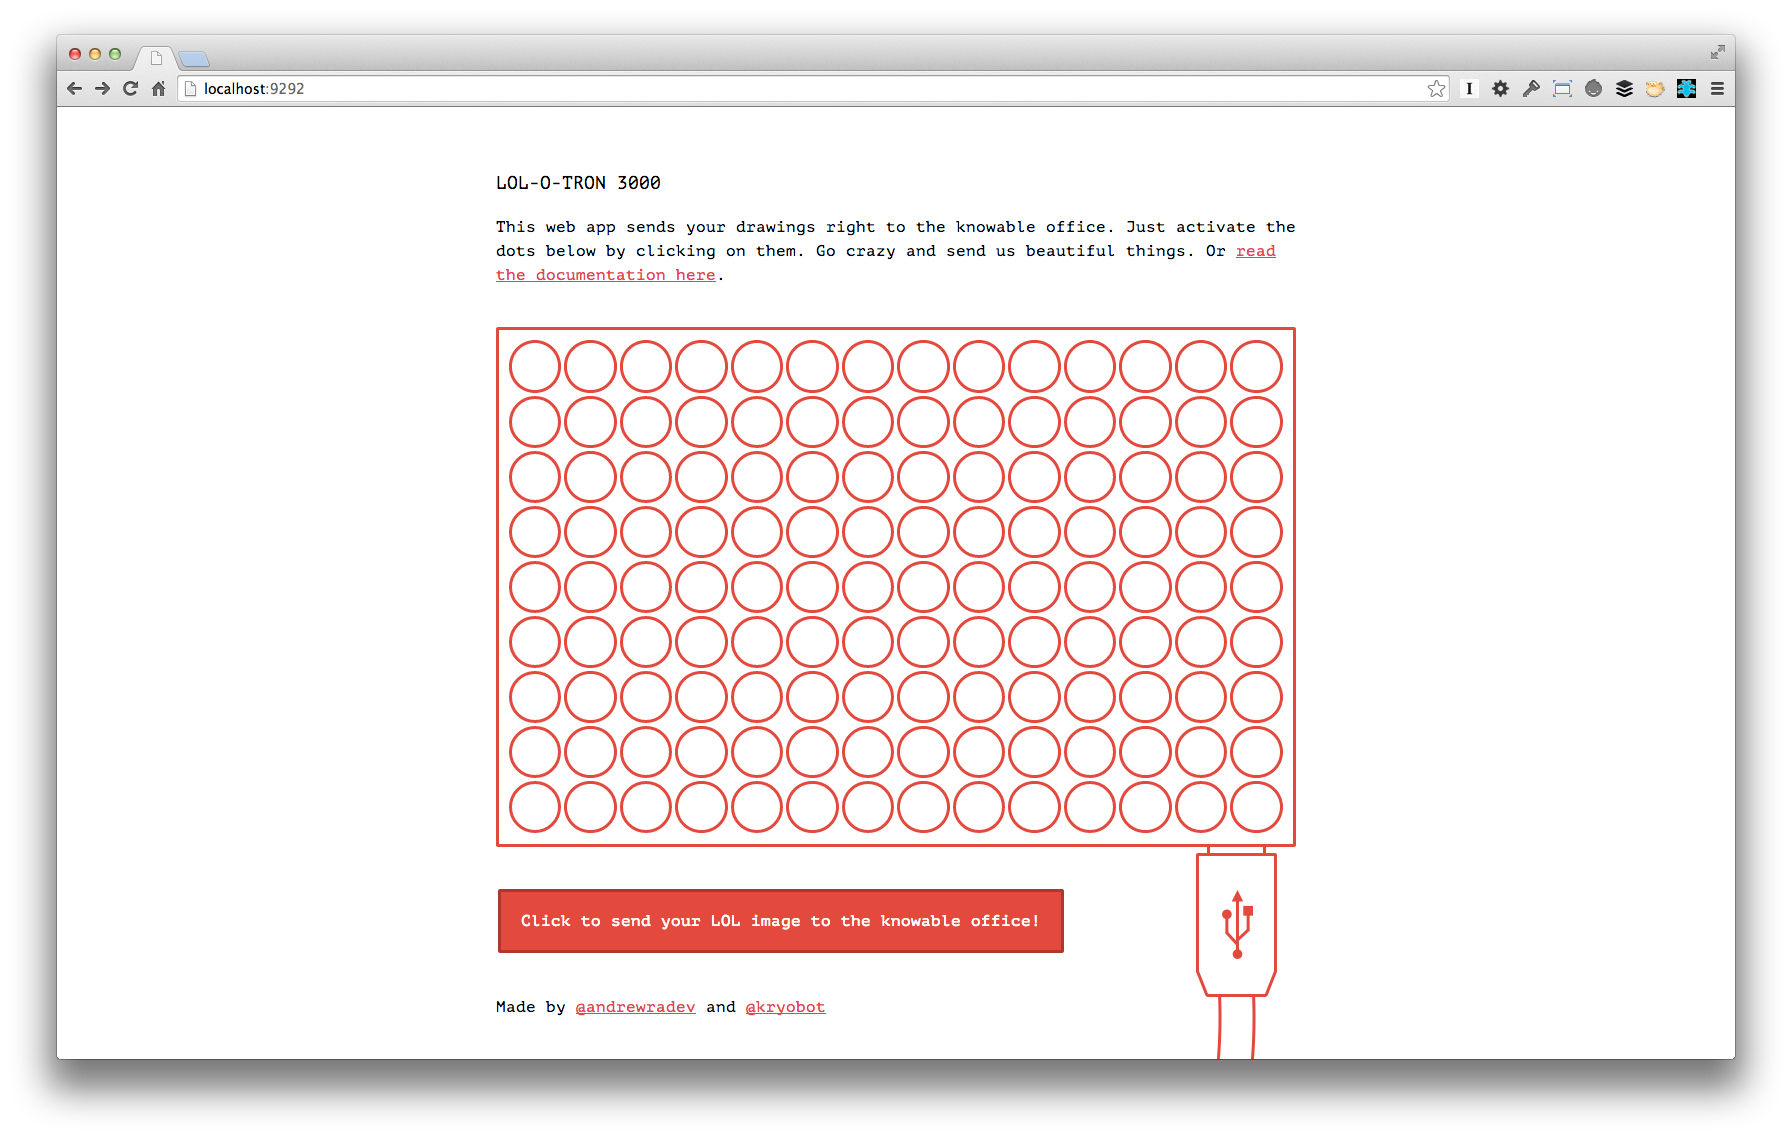 localhost:9292
I
LOL-O-TRON 3000
This web app sends your drawings right to the knowable office. Just activate the
dots below by clicking on them. Go crazy and send us beautiful things. Or read
the documentation here.
Click to send your LOL image to the knowable office!
Made by @andrewradev and @kryobot